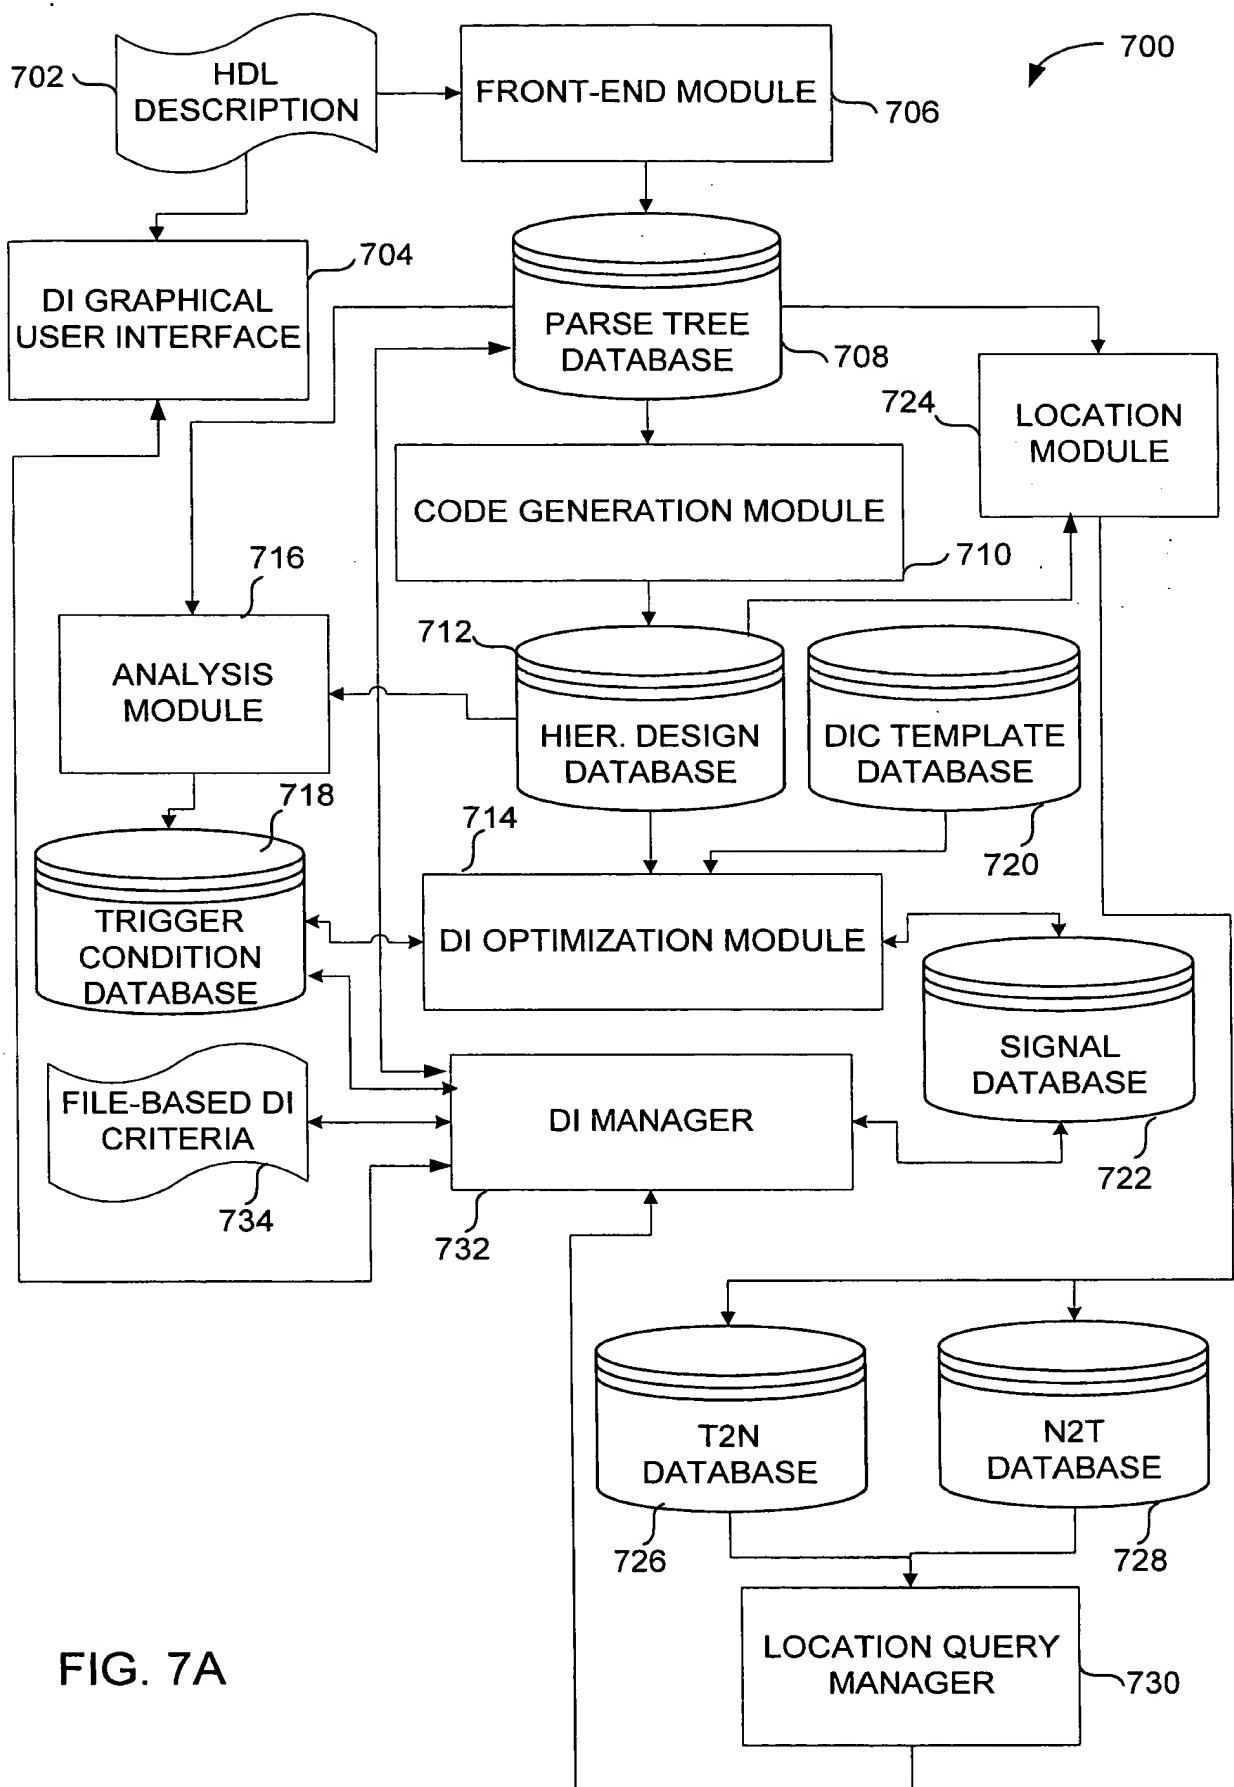 700
702
HDL
DESCRIPTION
FRONT-END MODULE
706
704
DI GRAPHICAL
USER INTERFACE
PARSE TREE
DATABASE
708
724
LOCATION
MODULE
CODE GENERATION MODULE
710
716
ANALYSIS
MODULE
712
HIER. DESIGN
DATABASE
DIC TEMPLATE
DATABASE
720
718
TRIGGER
CONDITION
DATABASE
714
DI OPTIMIZATION MODULE
SIGNAL
DATABASE
722
FILE-BASED DI
CRITERIA
734
DI MANAGER
732
T2N
DATABASE
726
N2T
DATABASE
728
LOCATION QUERY
MANAGER
730
FIG. 7A